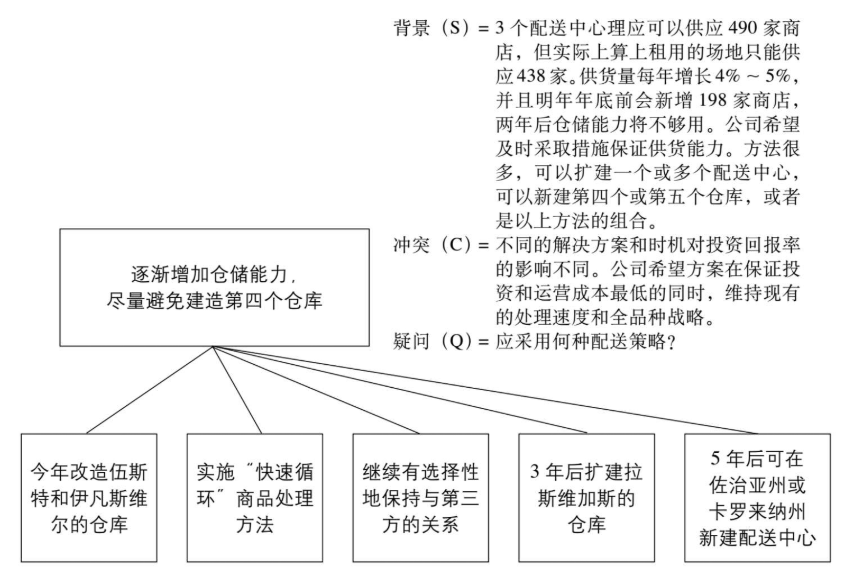 背景（S）= 3 个配送中心理应可以供应 490 家商
店，但实际上算上租用的场地只能供
应438 家。供货量每年增长 4% ~ 5%，
并且明年年底前会新增 198 家商店，
两年后仓储能力将不够用。公司希望
及时采取措施保证供货能力。方法很
多，可以扩建一个或多个配送中心，
可以新建第四个或第五个仓库，或者
是以上方法的组合。
冲突（C）= 不同的解决方案和时机对投资回报率
的影响不同。公司希望方案在保证投
资和运营成本最低的同时，维持现有
的处理速度和全品种战略。
疑问（Q）= 应采用何种配送策略？
逐渐增加仓储能力，
尽量避免建造第四个仓库
今年改造伍斯
特和伊凡斯维
尔的仓库
实施“快速循
环”商品处理
方法
继续有选择性
地保持与第三
方的关系
3 年后扩建拉
斯维加斯的
仓库
5 年后可在
佐治亚州或
卡罗来纳州
新建配送中心